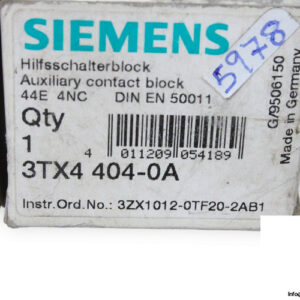 SIEMENS
5978
Hilfsschalterblock
Auxiliary contact block
44E 4NC DIN EN 50011
Qty
1
4 011209 054189
3TX4 404-0A
Instr.Ord.No.: 3ZX1012-0TF20-2AB1
G/9506150
Made in Germany